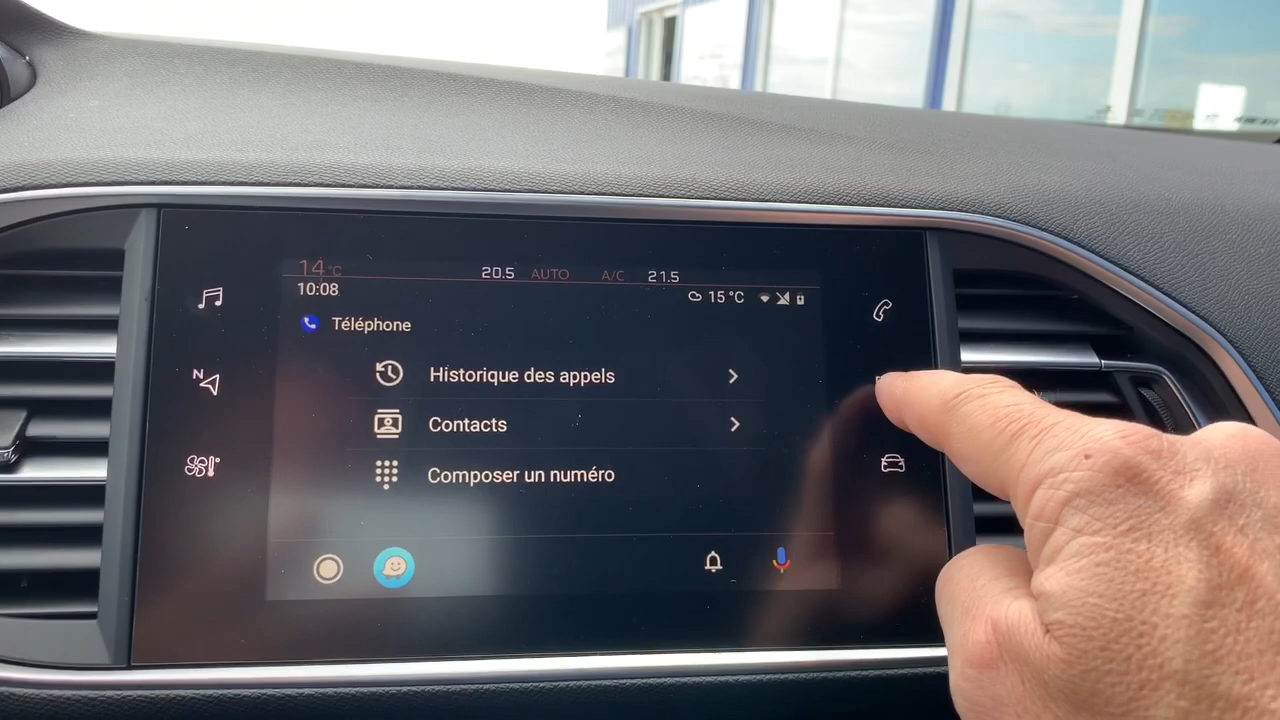 14°C 20.5 AUTO A/C 21.5
10:08 15 °C
Téléphone
N
Historique des appels
Contacts
Composer un numéro